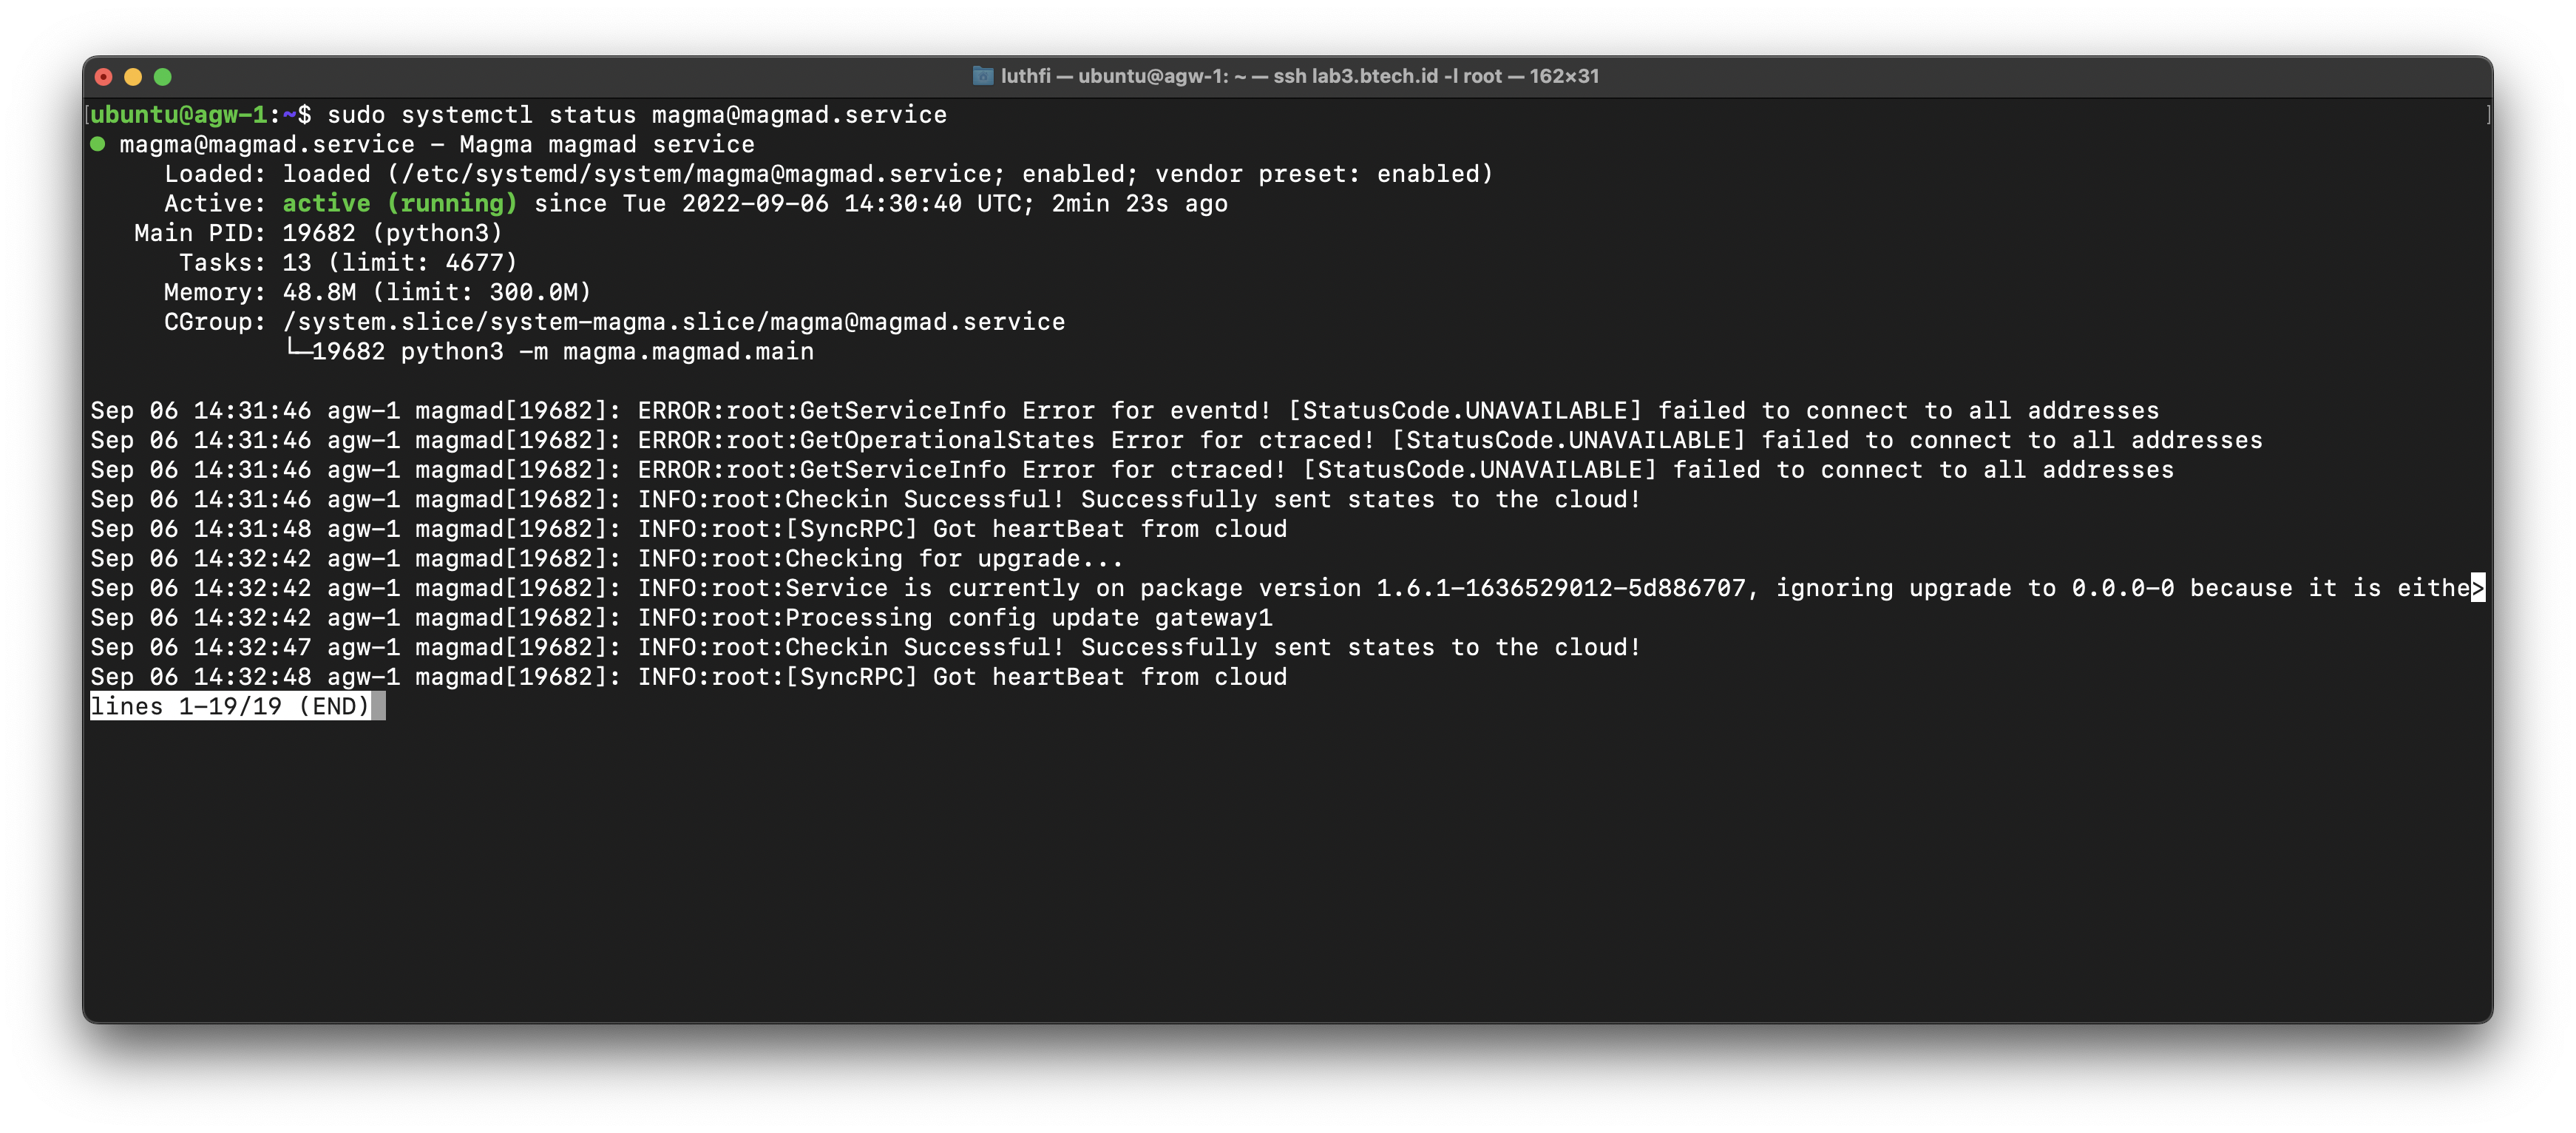 luthfi — ubuntu@agw-1: ~ — ssh lab3.btech.id -l root — 162×31
[ubuntu@agw-1:~$ sudo systemctl status magma@magmad.service ]
● magma@magmad.service - Magma magmad service
Loaded: loaded (/etc/systemd/system/magma@magmad.service; enabled; vendor preset: enabled)
Active: active (running) since Tue 2022-09-06 14:30:40 UTC; 2min 23s ago
Main PID: 19682 (python3)
Tasks: 13 (limit: 4677)
Memory: 48.8M (limit: 300.0M)
CGroup: /system.slice/system-magma.slice/magma@magmad.service
└─19682 python3 -m magma.magmad.main
Sep 06 14:31:46 agw-1 magmad[19682]: ERROR:root:GetServiceInfo Error for eventd! [StatusCode.UNAVAILABLE] failed to connect to all addresses
Sep 06 14:31:46 agw-1 magmad[19682]: ERROR:root:GetOperationalStates Error for ctraced! [StatusCode.UNAVAILABLE] failed to connect to all addresses
Sep 06 14:31:46 agw-1 magmad[19682]: ERROR:root:GetServiceInfo Error for ctraced! [StatusCode.UNAVAILABLE] failed to connect to all addresses
Sep 06 14:31:46 agw-1 magmad[19682]: INFO:root:Checkin Successful! Successfully sent states to the cloud!
Sep 06 14:31:48 agw-1 magmad[19682]: INFO:root:[SyncRPC] Got heartBeat from cloud
Sep 06 14:32:42 agw-1 magmad[19682]: INFO:root:Checking for upgrade...
Sep 06 14:32:42 agw-1 magmad[19682]: INFO:root:Service is currently on package version 1.6.1-1636529012-5d886707, ignoring upgrade to 0.0.0-0 because it is eithe>
Sep 06 14:32:42 agw-1 magmad[19682]: INFO:root:Processing config update gateway1
Sep 06 14:32:47 agw-1 magmad[19682]: INFO:root:Checkin Successful! Successfully sent states to the cloud!
Sep 06 14:32:48 agw-1 magmad[19682]: INFO:root:[SyncRPC] Got heartBeat from cloud
lines 1-19/19 (END)